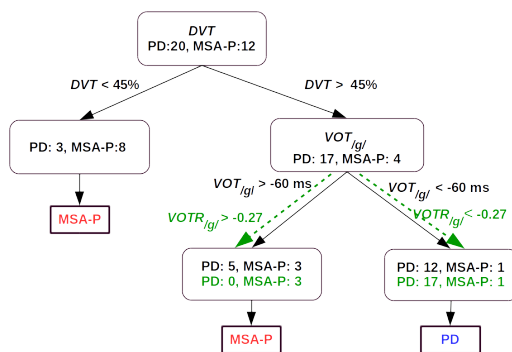 DVT
PD:20, MSA-P:12
DVT < 45%
DVT > 45%
PD: 3, MSA-P:8
VOT/g/
PD: 17, MSA-P: 4
MSA-P
VOT/g/ > -60 ms
VOT/g/ < -60 ms
VOTR/g/ > -0.27
VOTR/g/ < -0.27
PD: 5, MSA-P: 3
PD: 0, MSA-P: 3
PD: 12, MSA-P: 1
PD: 17, MSA-P: 1
MSA-P
PD